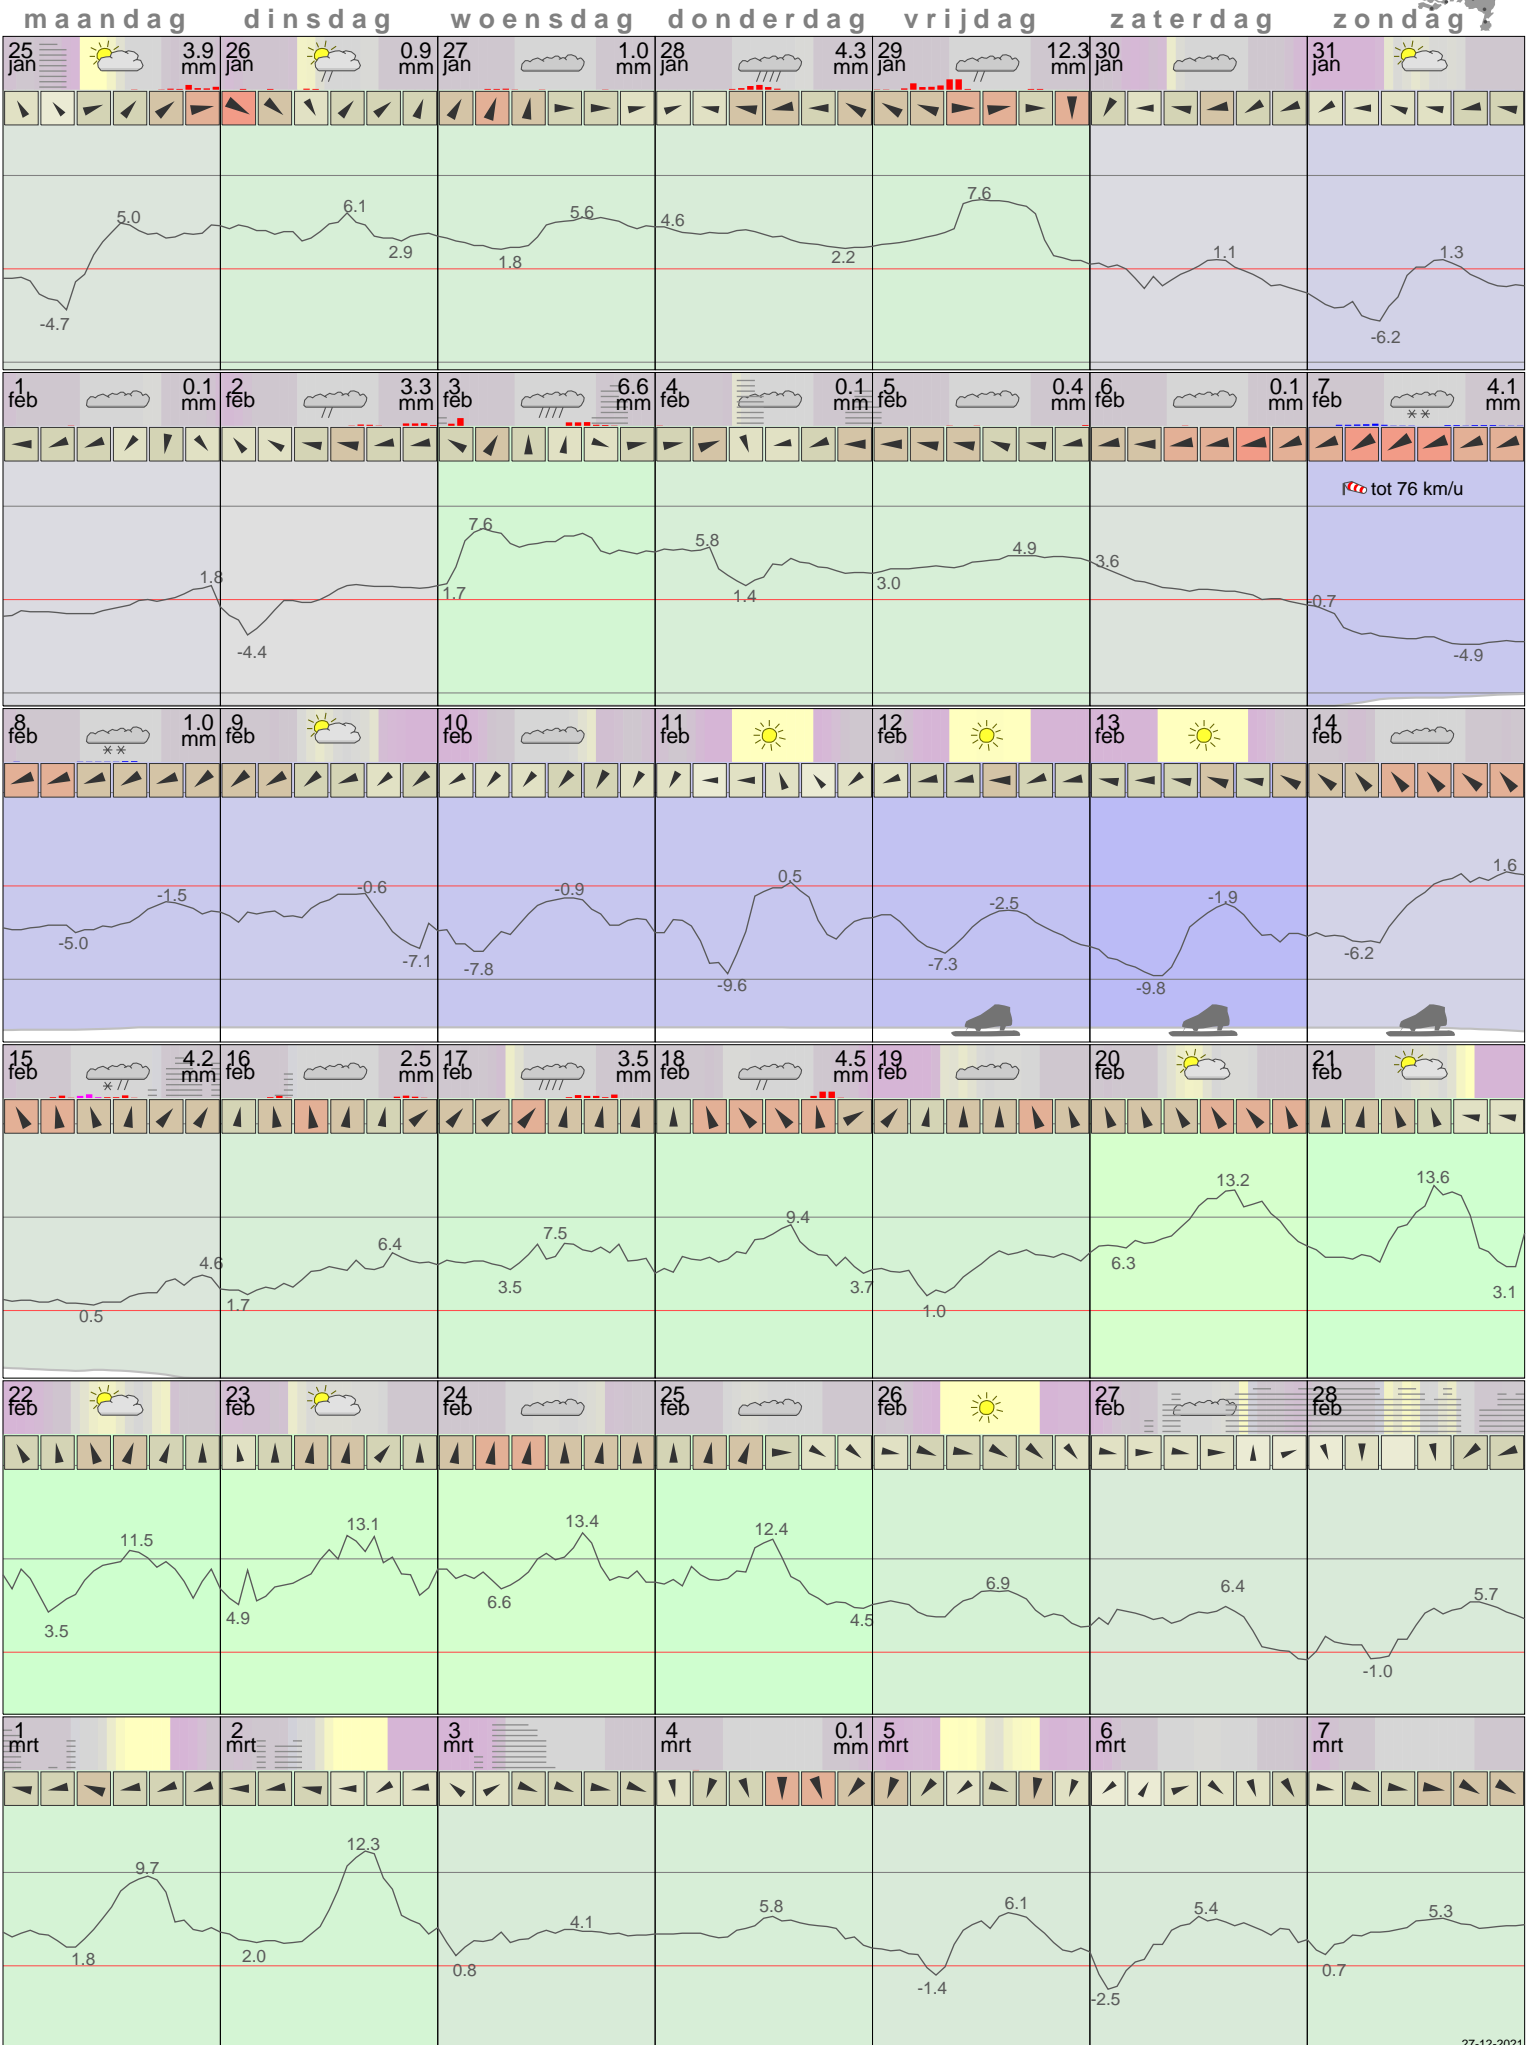 maandag dinsdag woensdag donderdag vrijdag zaterdag zondag
25 3.9 26 0.9 27 1.0 28 4.3 29 12.3 30 31
jan mm jan mm jan mm jan mm jan mm jan jan
5.0 6.1 5.6 4.6 7.6 1.1 1.3
-4.7 2.9 1.8 2.2 -6.2
1 0.1 2 3.3 3 6.6 4 0.1 5 0.4 6 0.1 7 4.1
feb mm feb mm feb mm feb mm feb mm feb mm feb mm
tot 76 km/u
1.8 7.6 5.8 4.9 3.6 -0.7
-4.4 1.7 1.4 3.0 -4.9
8 1.0 9 10 11 12 13 14
feb mm feb feb feb feb feb feb
-1.5 -0.6 -0.9 0.5 -2.5 -1.9 1.6
-5.0 -7.1 -7.8 -9.6 -7.3 -9.8 -6.2
15 4.2 16 2.5 17 3.5 18 4.5 19 20 21
feb mm feb mm feb mm feb mm feb feb feb
4.6 6.4 7.5 9.4 13.2 13.6
0.5 1.7 3.5 3.7 1.0 6.3 3.1
22 23 24 25 26 27 28
feb feb feb feb feb feb feb
11.5 13.1 13.4 12.4 6.9 6.4 5.7
3.5 4.9 6.6 4.5 -1.0
1 2 3 4 0.1 5 6 7
mrt mrt mrt mrt mm mrt mrt mrt
9.7 12.3 4.1 5.8 6.1 5.4 5.3
1.8 2.0 0.8 -1.4 -2.5 0.7
27-12-2021